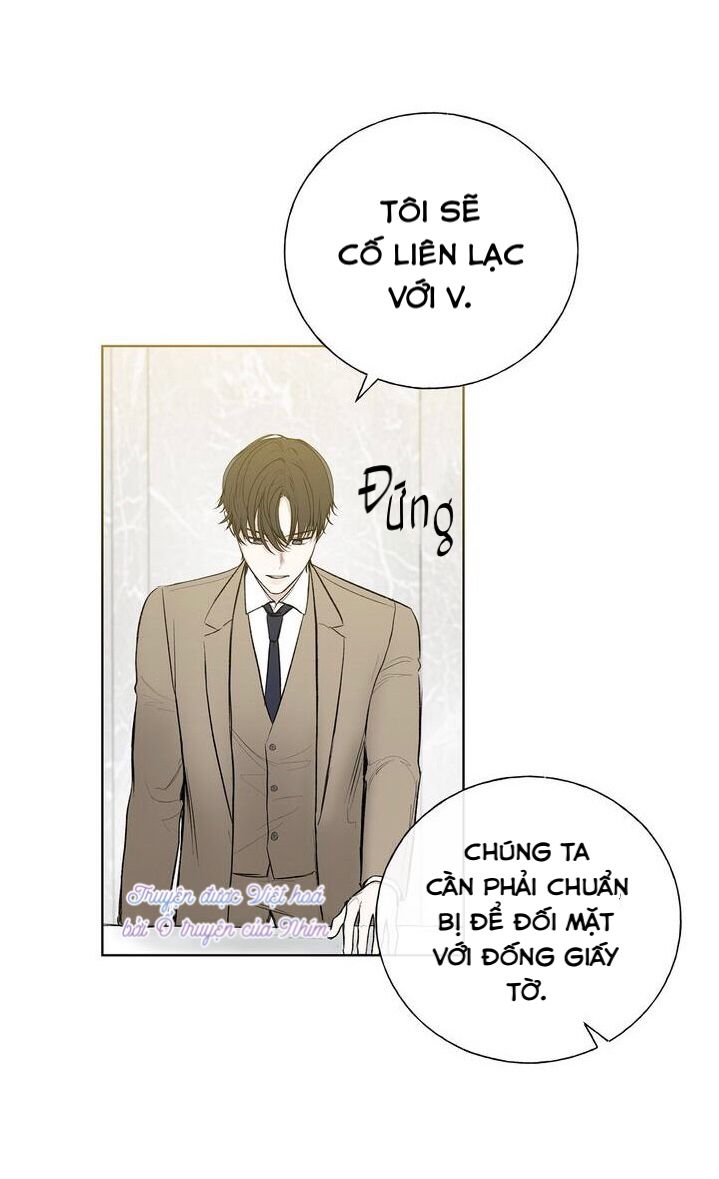 TÔI SẼ
CỐ LIÊN LẠC
VỚI V.
Đứng
CHÚNG TA
CẦN PHẢI CHUẨN
BỊ ĐỂ ĐỐI MẶT
VỚI ĐỐNG GIẤY
TỜ.
Truyện được Việt hoá
bởi Ổ truyện của Nhím